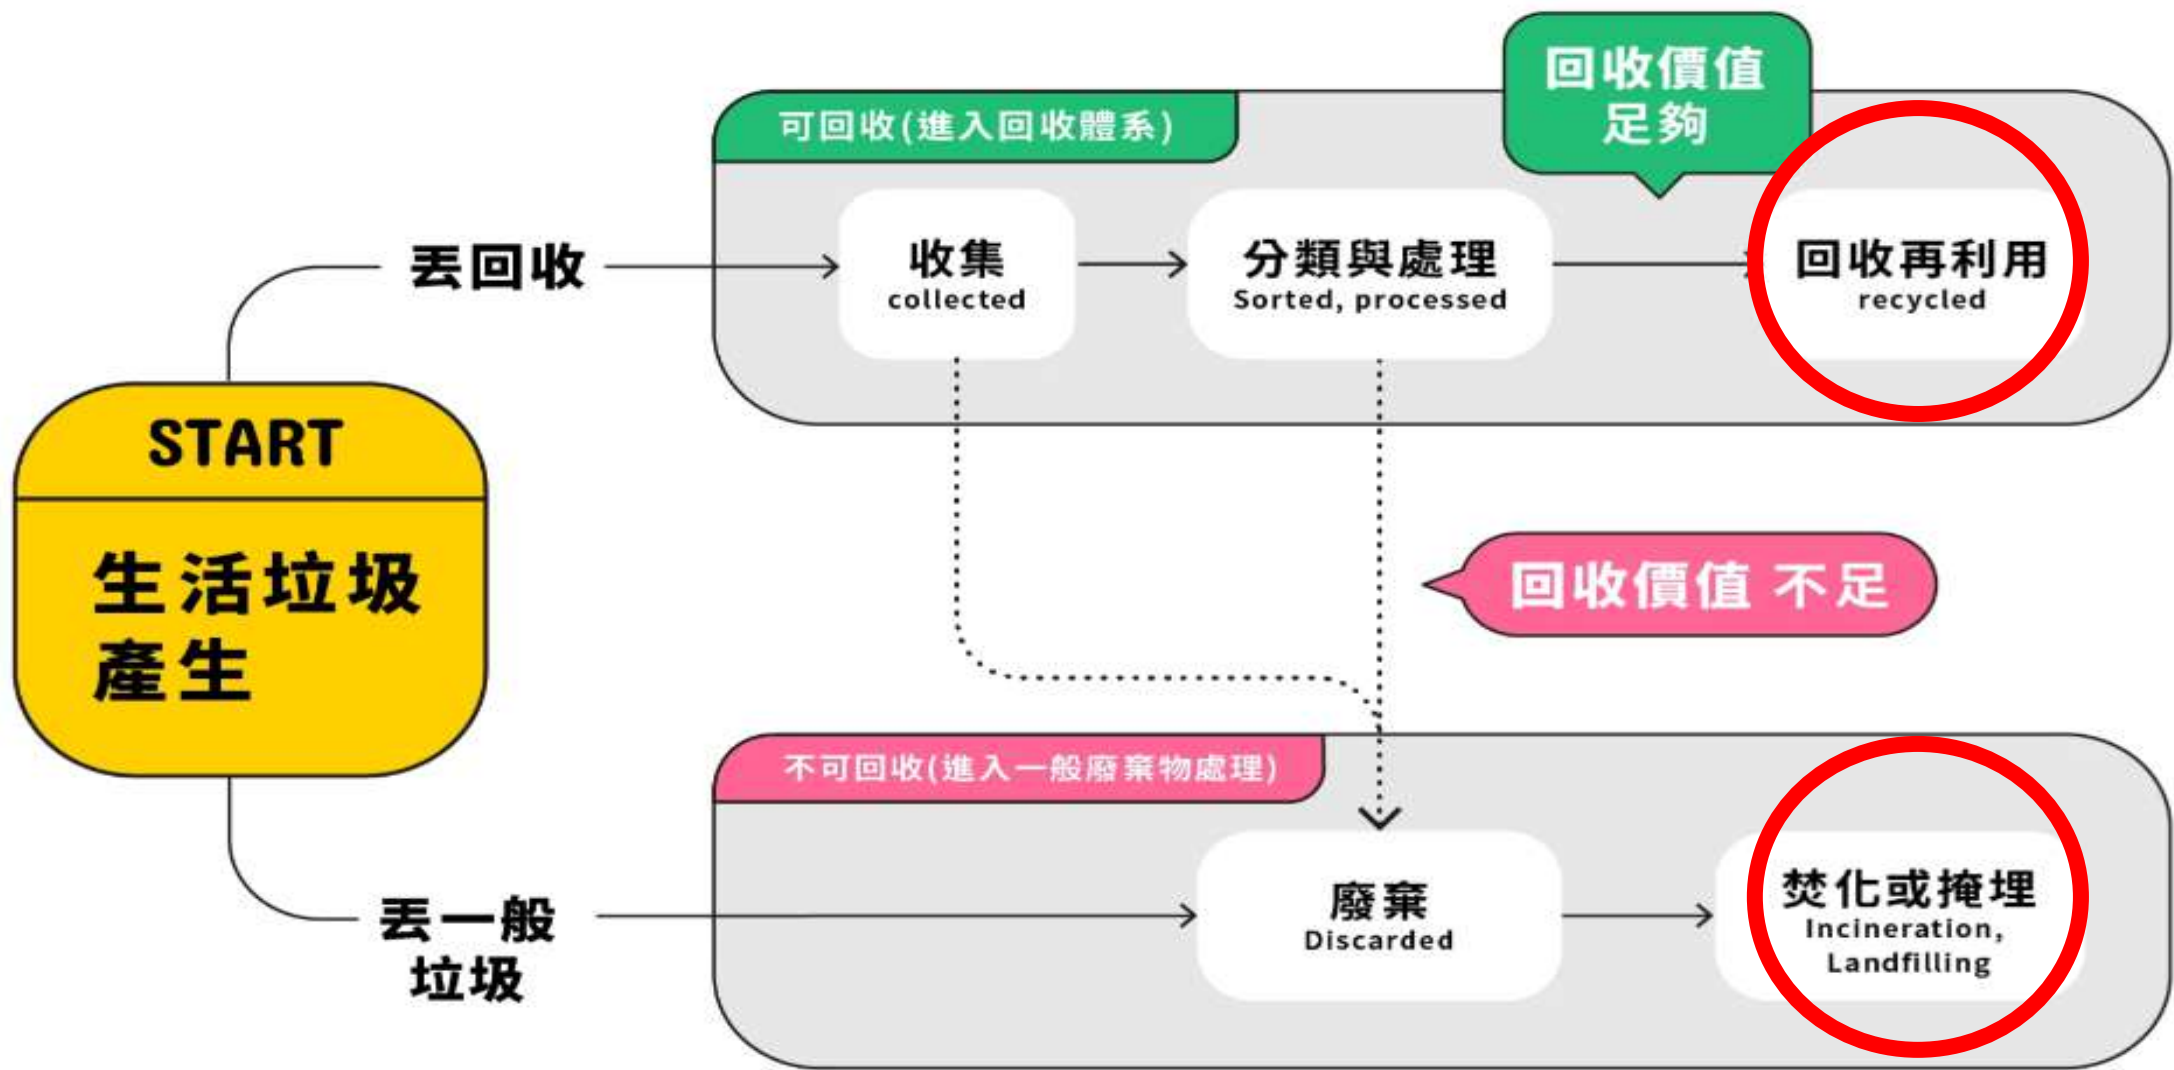 回收價值
足夠
可回收(進入回收體系)
丟回收
收集
collected
分類與處理
Sorted, processed
回收再利用
recycled
START
生活垃圾
產生
回收價值 不足
不可回收(進入一般廢棄物處理)
丟一般
垃圾
廢棄
Discarded
焚化或掩埋
Incineration,
Landfilling